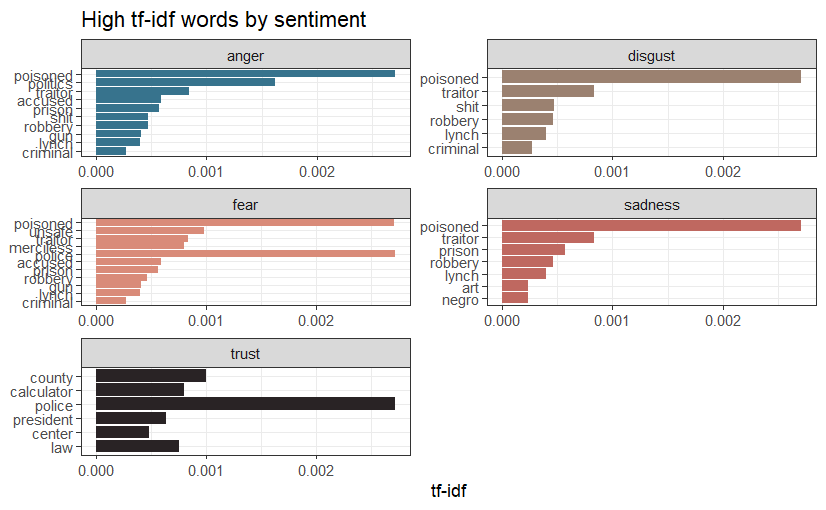 High tf-idf words by sentiment
anger
poisoned
politics
traitor
accused
prison
shit
robbery
gun
lynch
criminal
0.000 0.001 0.002
disgust
poisoned
traitor
shit
robbery
lynch
criminal
0.000 0.001 0.002
fear
poisoned
unsafe
traitor
merciless
police
accused
prison
robbery
gun
lynch
criminal
0.000 0.001 0.002
sadness
poisoned
traitor
prison
robbery
lynch
art
negro
0.000 0.001 0.002
trust
county
calculator
police
president
center
law
0.000 0.001 0.002
tf-idf